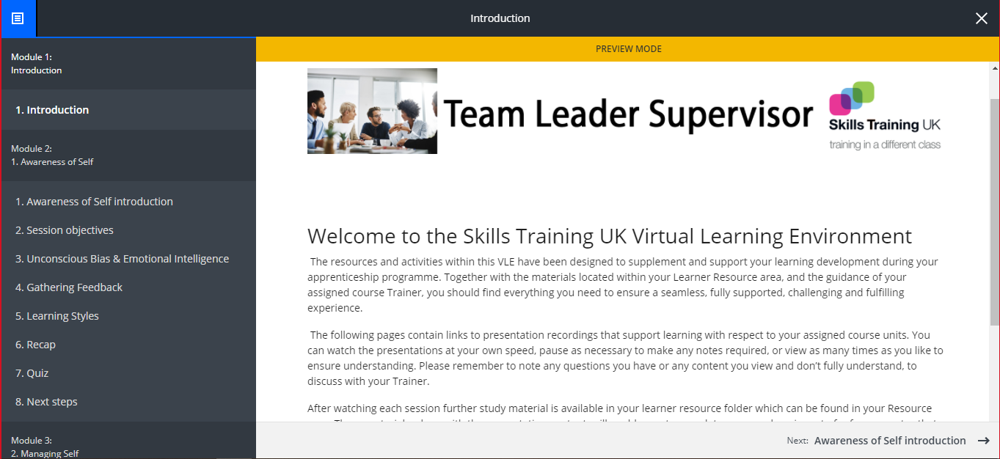 Introduction
Module 1:
Introduction
1. Introduction
Module 2:
1. Awareness of Self
1. Awareness of Self introduction
2. Session objectives
3. Unconscious Bias & Emotional Intelligence
4. Gathering Feedback
5. Learning Styles
6. Recap
7. Quiz
8. Next steps
Module 3:
2. Managing Self
PREVIEW MODE
Team Leader Supervisor
Skills Training UK
training in a different class
Welcome to the Skills Training UK Virtual Learning Environment
The resources and activities within this VLE have been designed to supplement and support your learning development during your
apprenticeship programme. Together with the materials located within your Learner Resource area, and the guidance of your
assigned course Trainer, you should find everything you need to ensure a seamless, fully supported, challenging and fulfilling
experience.
The following pages contain links to presentation recordings that support learning with respect to your assigned course units. You
can watch the presentations at your own speed, pause as necessary to make any notes required, or view as many times as you like to
ensure understanding. Please remember to note any questions you have or any content you view and don’t fully understand, to
discuss with your Trainer.
After watching each session further study material is available in your learner resource folder which can be found in your Resource
Next: Awareness of Self introduction